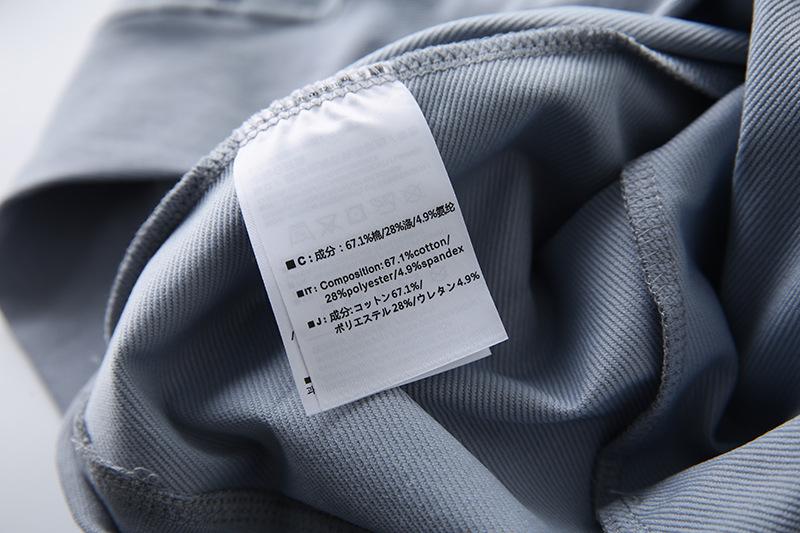 ■C：成分：67.1%棉/28%涤/4.9%氨纶
■IT: Composition: 67.1%cotton/
28%polyester/4.9%spandex
■J：成分:コットン67.1%/
ポリエステル28%/ウレタン4.9%